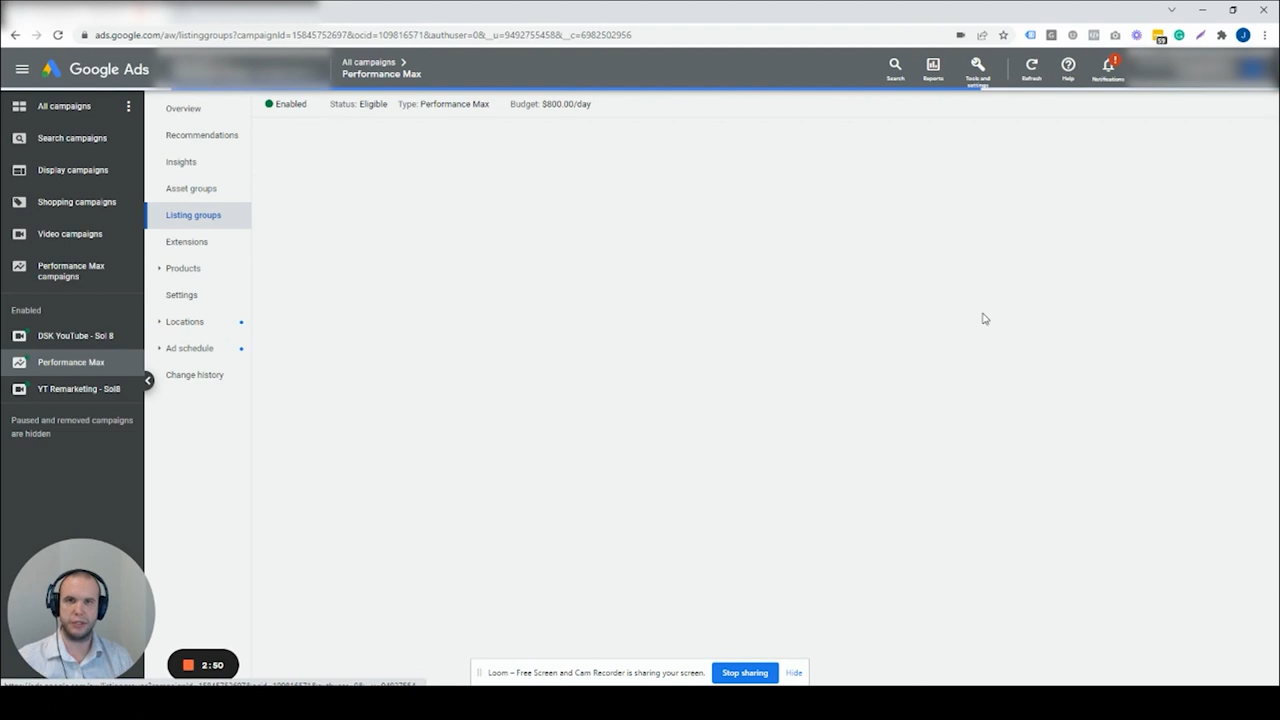 ads.google.com/aw/listinggroups?campaignId=15845752697&ocid=109816571&authuser=0&__u=9492755458&__c=6982502956
59
J
Google Ads
All campaigns
Performance Max
Search
Reports
Tools and settings
Refresh
Help
!
Notifications
All campaigns
Search campaigns
Display campaigns
Shopping campaigns
Video campaigns
Performance Max
campaigns
Enabled
DSK YouTube - Sol 8
Performance Max
YT Remarketing - Sol8
Paused and removed campaigns
are hidden
Overview
Recommendations
Insights
Asset groups
Listing groups
Extensions
Products
Settings
Locations
Ad schedule
Change history
Enabled Status: Eligible Type: Performance Max Budget: $800.00/day
2:50
Loom – Free Screen and Cam Recorder is sharing your screen.
Stop sharing
Hide